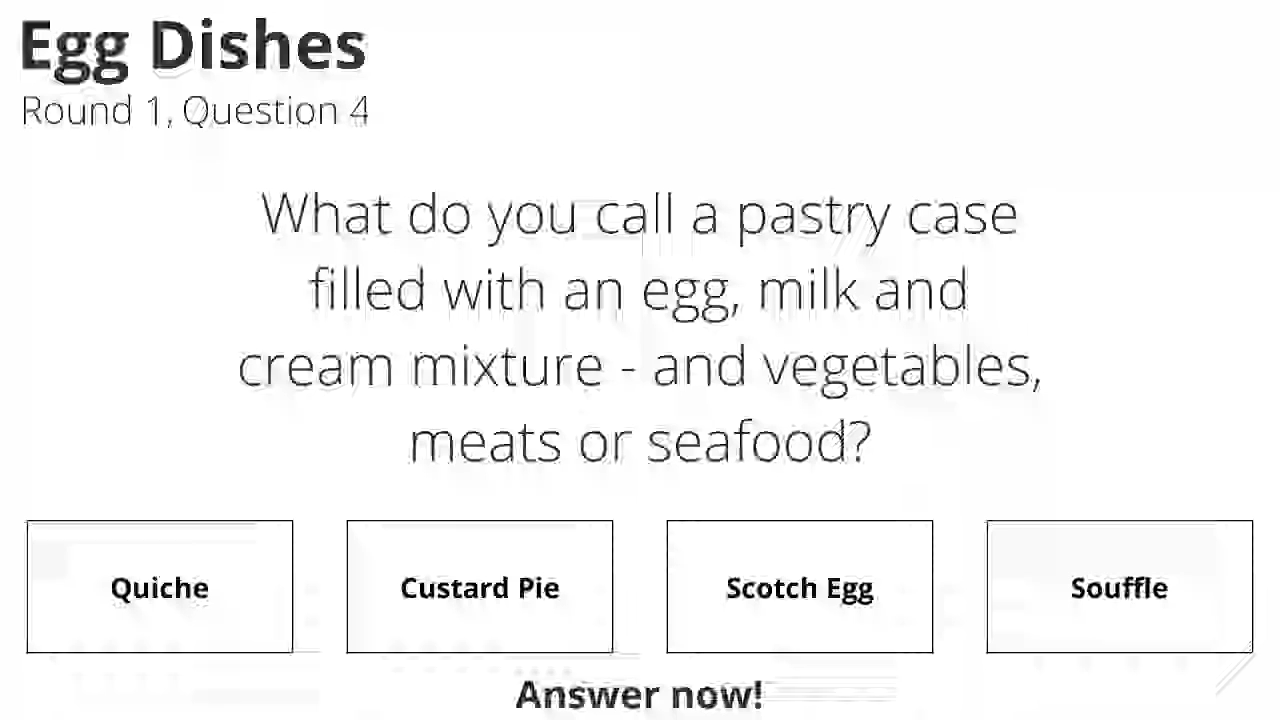 Egg Dishes
Round 1, Question 4
What do you call a pastry case
filled with an egg, milk and
cream mixture - and vegetables,
meats or seafood?
Quiche
Custard Pie
Scotch Egg
Souffle
Answer now!